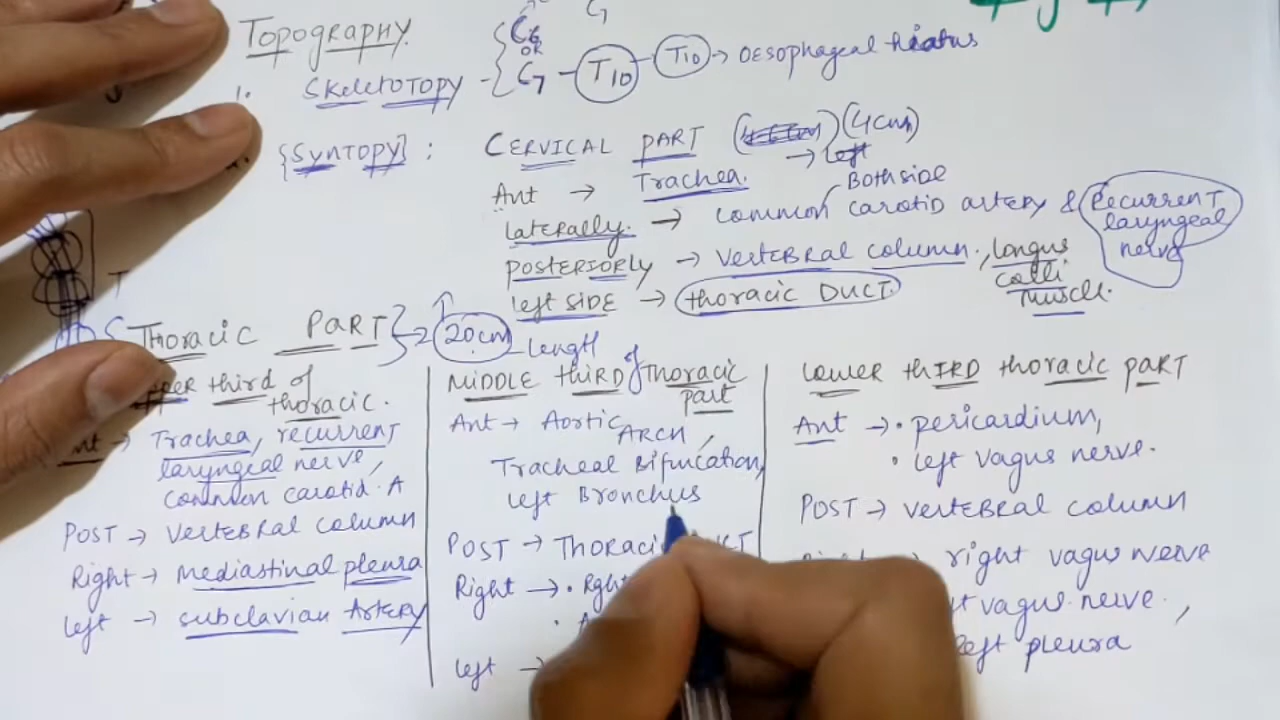 Topography.
C6
OR
1. SKeletoTOPY - C7 - T10 - T10 → Oesophageal hiatus
{SYNTOPY} : CERVICAL PART (4cm)
→ left
Ant → Trachea.
Both side
laterally. → common carotid artery & Recurrent laryngeal nerve
POSTERIORLY → vertebral column., longus colli muscle.
left SIDE → thoracic DUCT
Thoracic PART} 20cm length
third of thoracic.
→ Trachea, recurrent
laryngeal nerve,
common carotid. A
POST → vertebral column
Right → mediastinal pleura
left → subclavian Artery
MIDDLE thIRD of Thoracic part
Ant → Aortic ARCH,
Tracheal Bifurcation,
left Bronchus
POST →
Right → •
left →
lower thIRD thoracic part
Ant → • pericardium,
• left vagus nerve.
POST → vertebral column
right vagus nerve
vagus nerve.,
left pleura